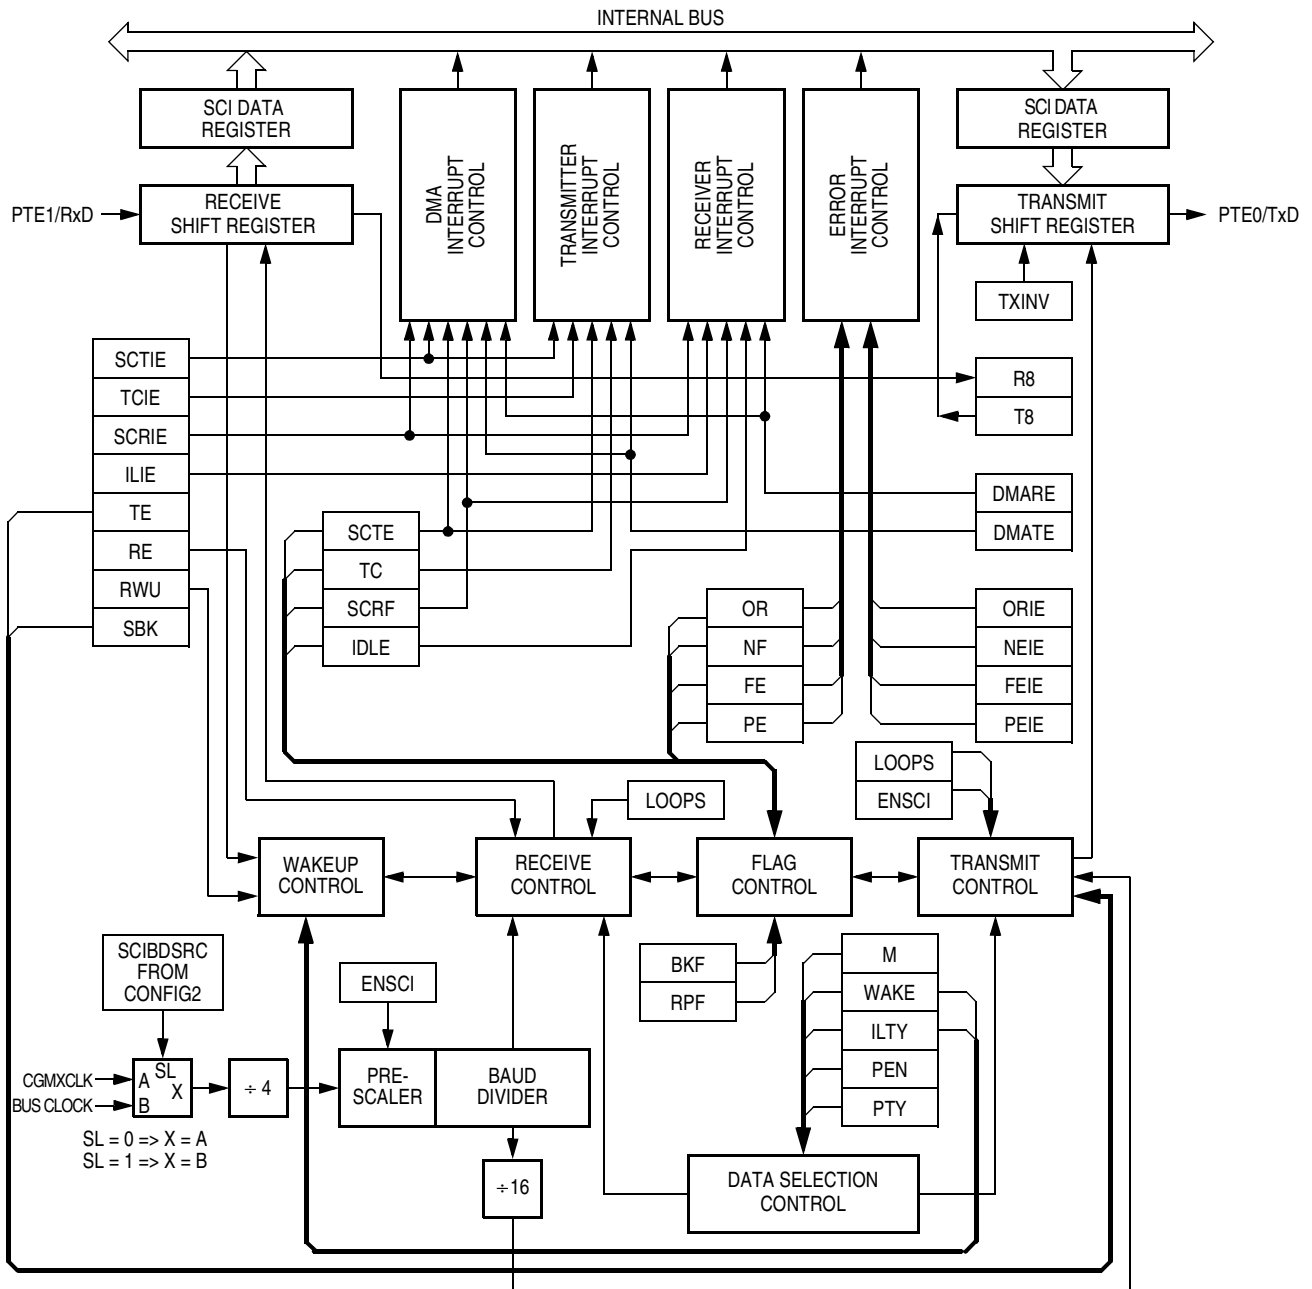 INTERNAL BUS
SCI DATA
REGISTER
DMA
INTERRUPT
CONTROL
TRANSMITTER
INTERRUPT
CONTROL
RECEIVER
INTERRUPT
CONTROL
ERROR
INTERRUPT
CONTROL
SCI DATA
REGISTER
PTE1/RxD
RECEIVE
SHIFT REGISTER
TRANSMIT
SHIFT REGISTER
PTE0/TxD
TXINV
SCTIE
TCIE
SCRIE
ILIE
TE
RE
RWU
SBK
R8
T8
DMARE
DMATE
SCTE
TC
SCRF
IDLE
OR
NF
FE
PE
ORIE
NEIE
FEIE
PEIE
LOOPS
ENSCI
LOOPS
WAKEUP
CONTROL
RECEIVE
CONTROL
FLAG
CONTROL
TRANSMIT
CONTROL
SCIBDSRC
FROM
CONFIG2
ENSCI
BKF
RPF
M
WAKE
ILTY
PEN
PTY
CGMXCLK
BUS CLOCK
A
SL
X
B
÷ 4
PRE-
SCALER
BAUD
DIVIDER
SL = 0 => X = A
SL = 1 => X = B
÷16
DATA SELECTION
CONTROL